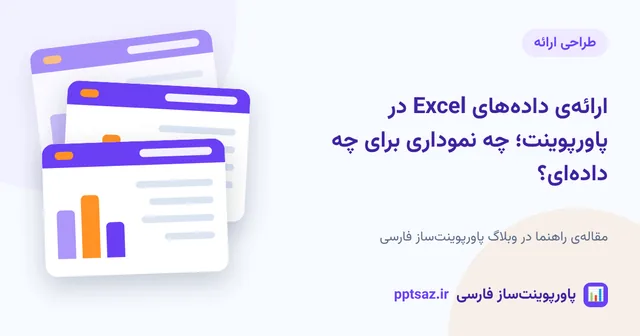 طراحی ارائه
ارائه‌ی داده‌های Excel در
پاورپوینت؛ چه نموداری برای چه
داده‌ای؟
مقاله‌ی راهنما در وبلاگ پاورپوینت‌ساز فارسی
پاورپوینت‌ساز فارسی pptsaz.ir